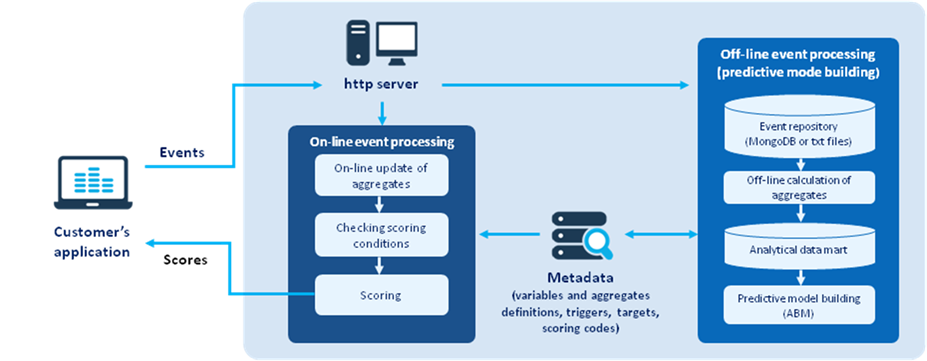 Off-line event processing
(predictive mode building)
http server
Event repository
(MongoDB or txt files)
On-line event processing
Events
On-line update of
aggregates
Off-line calculation of
aggregates
Customer's
application
Checking scoring
conditions
Analytical data mart
Scores
Metadata
(variables and aggregates
definitions, triggers, targets,
scoring codes)
Scoring
Predictive model building
(ABM)